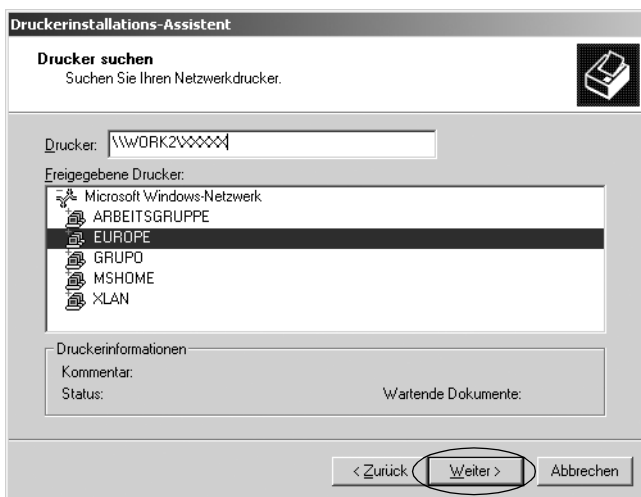 Druckerinstallations-Assistent
Drucker suchen
Suchen Sie Ihren Netzwerkdrucker.
Drucker: \\WORK2\XXXXX
Freigegebene Drucker:
Microsoft Windows-Netzwerk
ARBEITSGRUPPE
EUROPE
GRUPO
MSHOME
XLAN
Druckerinformationen
Kommentar:
Status: Wartende Dokumente:
< Zurück Weiter > Abbrechen